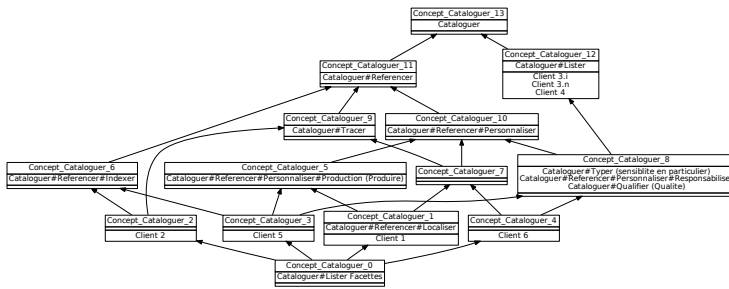 Concept_Cataloguer_13
Cataloguer
Concept_Cataloguer_12
Cataloguer#Lister
Client 3.i
Client 3.n
Client 4
Concept_Cataloguer_11
Cataloguer#Referencer
Concept_Cataloguer_9
Cataloguer#Tracer
Concept_Cataloguer_10
Cataloguer#Referencer#Personnaliser
Concept_Cataloguer_6
Cataloguer#Referencer#Indexer
Concept_Cataloguer_5
Cataloguer#Referencer#Personnaliser#Production (Produire)
Concept_Cataloguer_7
Concept_Cataloguer_8
Cataloguer#Typer (sensiblite en particulier)
Cataloguer#Referencer#Personnaliser#Responsabilise
Cataloguer#Qualifier (Qualite)
Concept_Cataloguer_2
Client 2
Concept_Cataloguer_3
Client 5
Concept_Cataloguer_1
Cataloguer#Referencer#Localiser
Client 1
Concept_Cataloguer_4
Client 6
Concept_Cataloguer_0
Cataloguer#Lister Facettes